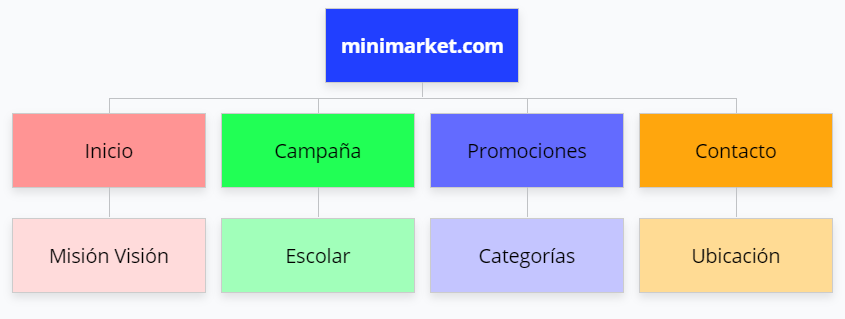 minimarket.com
Inicio
Campaña
Promociones
Contacto
Misión Visión
Escolar
Categorías
Ubicación